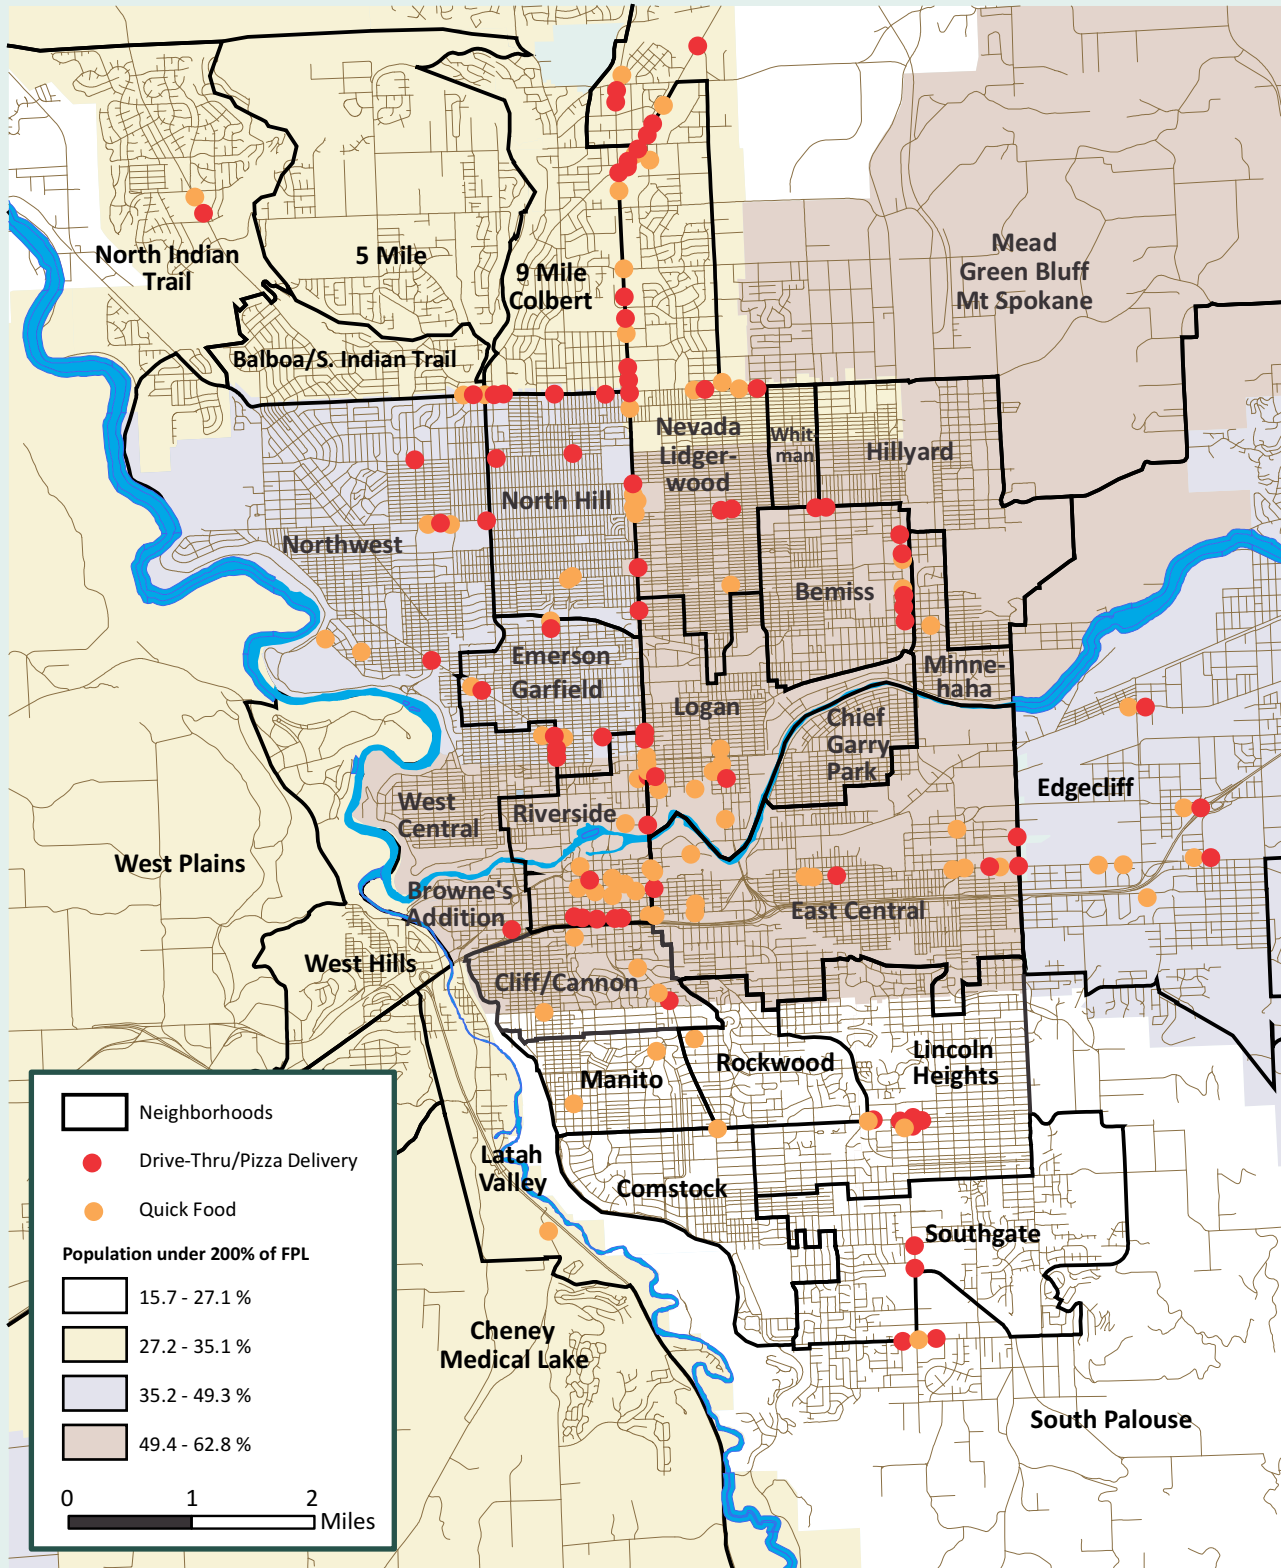 North Indian
Trail
5 Mile
9 Mile
Colbert
Mead
Green Bluff
Mt Spokane
Balboa/S. Indian Trail
Nevada
Lidger-
wood
Whit
man
Hillyard
North Hill
Northwest
Bemiss
Emerson
Garfield
Minne-
haha
Logan
Chief
Garry
Park
Edgecliff
West
Central
Riverside
West Plains
Browne's
Addition
East Central
West Hills
Cliff/Cannon
Lincoln
Heights
Rockwood
Manito
Latah
Valley
Comstock
Southgate
Cheney
Medical Lake
South Palouse
Neighborhoods
Drive-Thru/Pizza Delivery
Quick Food
Population under 200% of FPL
15.7 - 27.1 %
27.2 - 35.1 %
35.2 - 49.3 %
49.4 - 62.8 %
0 1 2
Miles